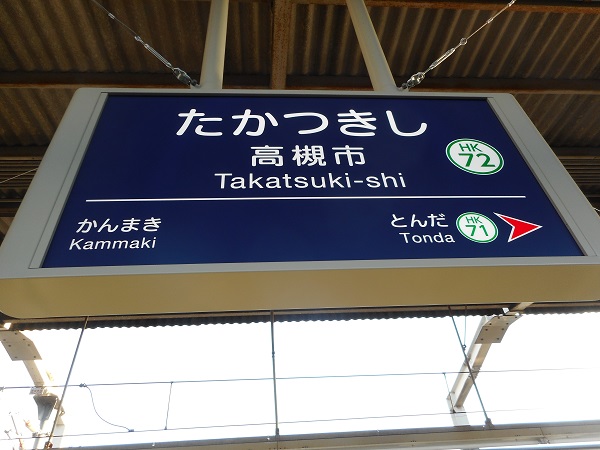 たかつきし
高槻市
HK
72
Takatsuki-shi
かんまき
Kammaki
とんだ
Tonda
HK
71